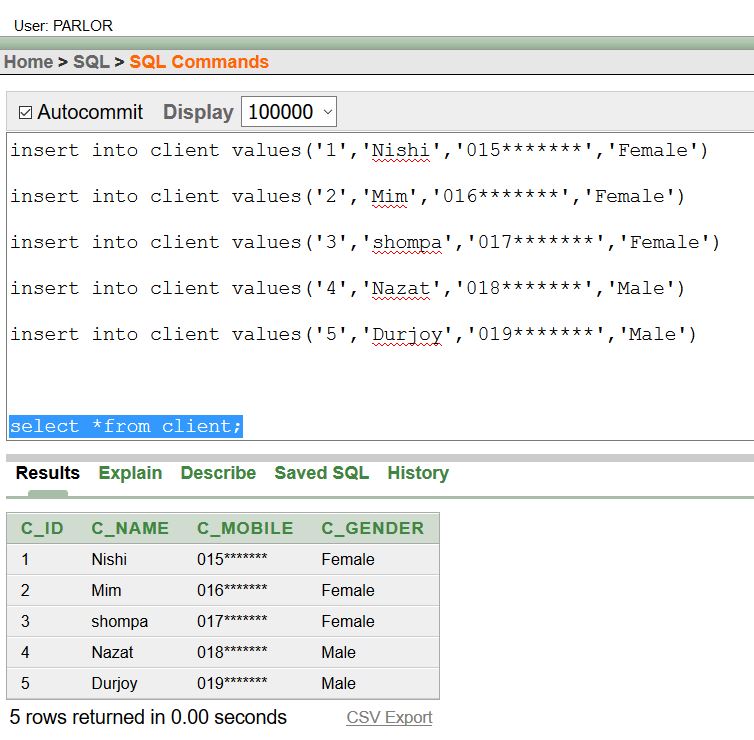 User: PARLOR
Home > SQL > SQL Commands
Autocommit Display 100000
insert into client values('1','Nishi','015*******','Female')
insert into client values('2','Mim','016*******','Female')
insert into client values('3','shompa','017*******','Female')
insert into client values('4','Nazat','018*******','Male')
insert into client values('5','Durjoy','019*******','Male')
select *from client;
Results Explain Describe Saved SQL History
C_ID C_NAME C_MOBILE C_GENDER
1 Nishi 015******* Female
2 Mim 016******* Female
3 shompa 017******* Female
4 Nazat 018******* Male
5 Durjoy 019******* Male
5 rows returned in 0.00 seconds CSV Export